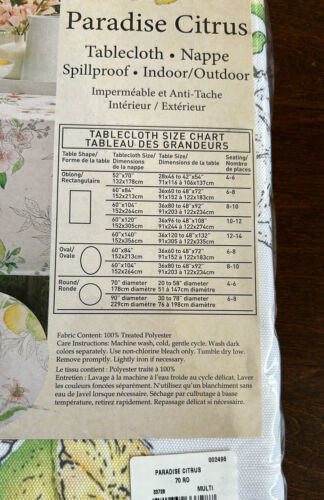 Paradise Citrus
Tablecloth • Nappe
Spillproof • Indoor/Outdoor
Imperméable et Anti-Tache
Intérieur / Extérieur
TABLECLOTH SIZE CHART
TABLEAU DES GRANDEURS
Table Shape/ Tablecloth Size/ Table Size/ Seating/
Forme de la table Dimensions de la nappe Dimensions de la table Nombre de places
Oblong/ 52"x70" 28x46 to 42"x54" 4-6
Rectangulaire 132x178cm 71x116 à 106x137cm
60"x84" 36x60 to 48"x72" 6-8
152x213cm 91x152 à 122x183cm
60"x104" 36x80 to 48"x92" 8-10
152x264cm 91x203 à 122x234cm
60"x120" 36x96 to 48"x108" 10-12
152x305cm 91x244 à 122x274cm
60"x140" 36x120 to 48"x132" 12-14
152x356cm 91x305 à 122x335cm
Oval/ 60"x84" 36x60 to 48"x72" 6-8
Ovale 152x213cm 91x152 à 122x183cm
60"x104" 36x80 to 48"x92" 8-10
152x264cm 91x203 à 122x234cm
Round/ 70" diameter 20 to 58" diameter 4-6
Ronde 178cm diamètre 51 à 147cm diamètre
90" diameter 30 to 78" diameter 6-8
229cm diamètre 76 à 198cm diamètre
Fabric Content: 100% Treated Polyester
Care Instructions: Machine wash, cold, gentle cycle. Wash dark
colors separately. Use non-chlorine bleach only. Tumble dry low.
Remove promptly. Lightly iron if necessary.
Le tissu contient : Polyester traité à 100%
Entretien : Lavage à la machine à l'eau froide au cycle délicat. Laver
les couleurs foncées séparément. N'utilisez qu'un blanchiment sans
eau de Javel lorsque nécessaire. Séchage par culbutage à basse
température, retirez rapidement. Repassage délicat si nécessaire.
002496
PARADISE CITRUS
70 RO
MULTI